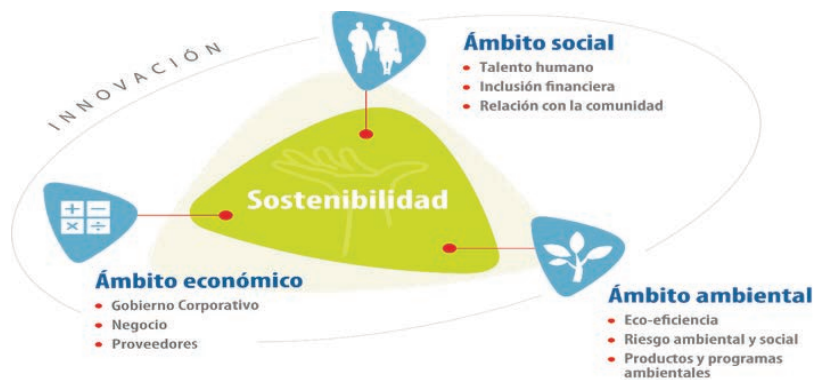 INNOVACIÓN
Ámbito social
• Talento humano
• Inclusión financiera
• Relación con la comunidad
Sostenibilidad
+ −
× ÷
Ámbito económico
• Gobierno Corporativo
• Negocio
• Proveedores
Ámbito ambiental
• Eco-eficiencia
• Riesgo ambiental y social
• Productos y programas
ambientales